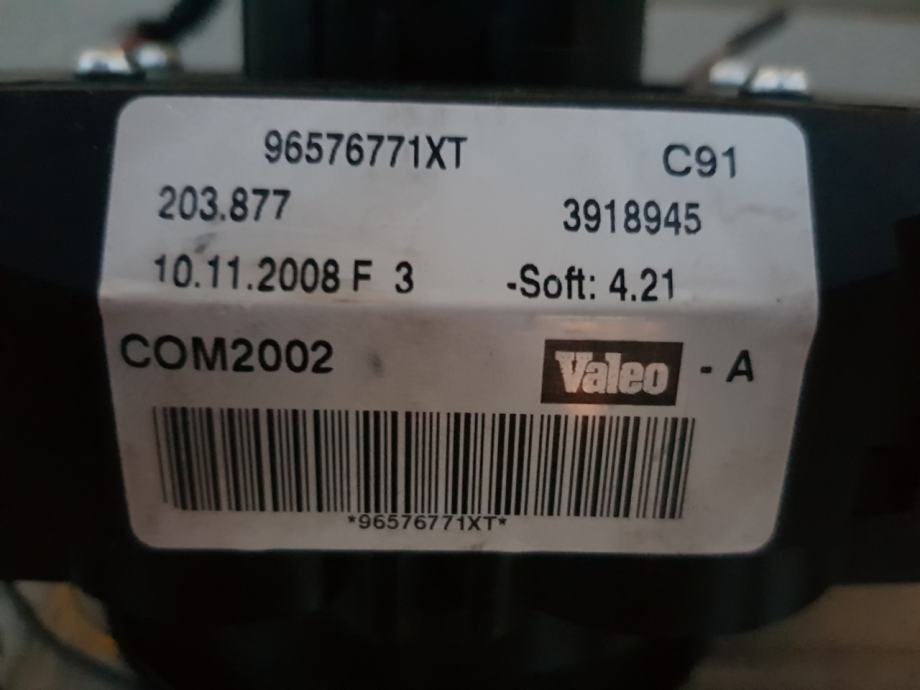 96576771XT C91
203.877 3918945
10.11.2008 F 3 -Soft: 4.21
COM2002 Valeo - A
*96576771XT*